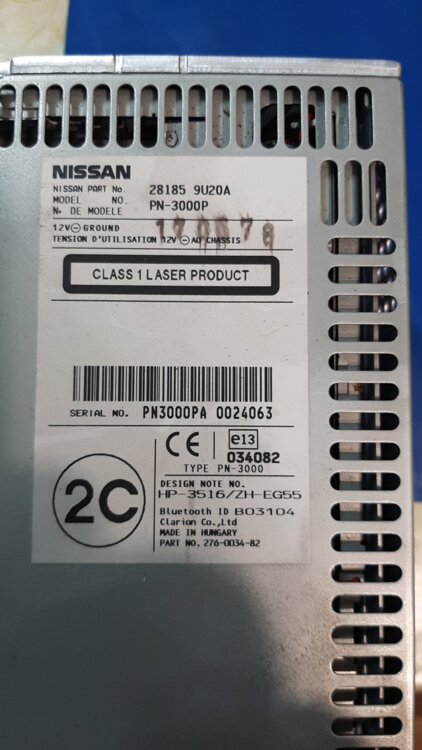 NISSAN
NISSAN PART No. 28185 9U20A
MODEL NO. PN-3000P
Nº DE MODELE
12V⊖GROUND
TENSION D'UTILISATION 12V ⊖ AU CHASSIS
CLASS 1 LASER PRODUCT
SERIAL NO. PN3000PA 0024063
CE e13
034082
TYPE PN-3000
2C
DESIGN NOTE NO.
HP-3516/ZH-EG55
Bluetooth ID B03104
Clarion Co.,Ltd
MADE IN HUNGARY
PART NO. 276-0034-82